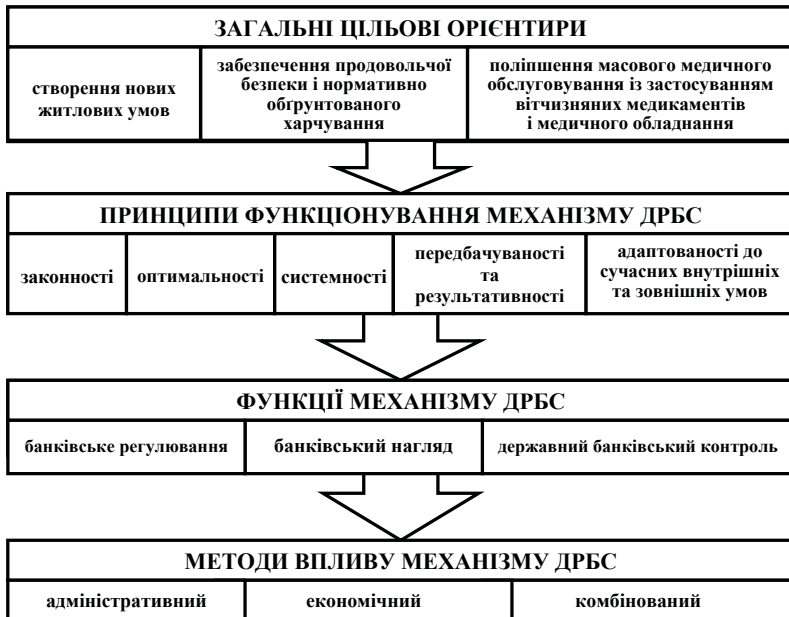 ЗАГАЛЬНІ ЦІЛЬОВІ ОРІЄНТИРИ
створення нових
житлових умов
забезпечення продовольчої
безпеки і нормативно
обґрунтованого
харчування
поліпшення масового медичного
обслуговування із застосуванням
вітчизняних медикаментів
і медичного обладнання
ПРИНЦИПИ ФУНКЦІОНУВАННЯ МЕХАНІЗМУ ДРБС
законності
оптимальності
системності
передбачуваності
та
результативності
адаптованості до
сучасних внутрішніх
та зовнішніх умов
ФУНКЦІЇ МЕХАНІЗМУ ДРБС
банківське регулювання
банківський нагляд
державний банківський контроль
МЕТОДИ ВПЛИВУ МЕХАНІЗМУ ДРБС
адміністративний
економічний
комбінований